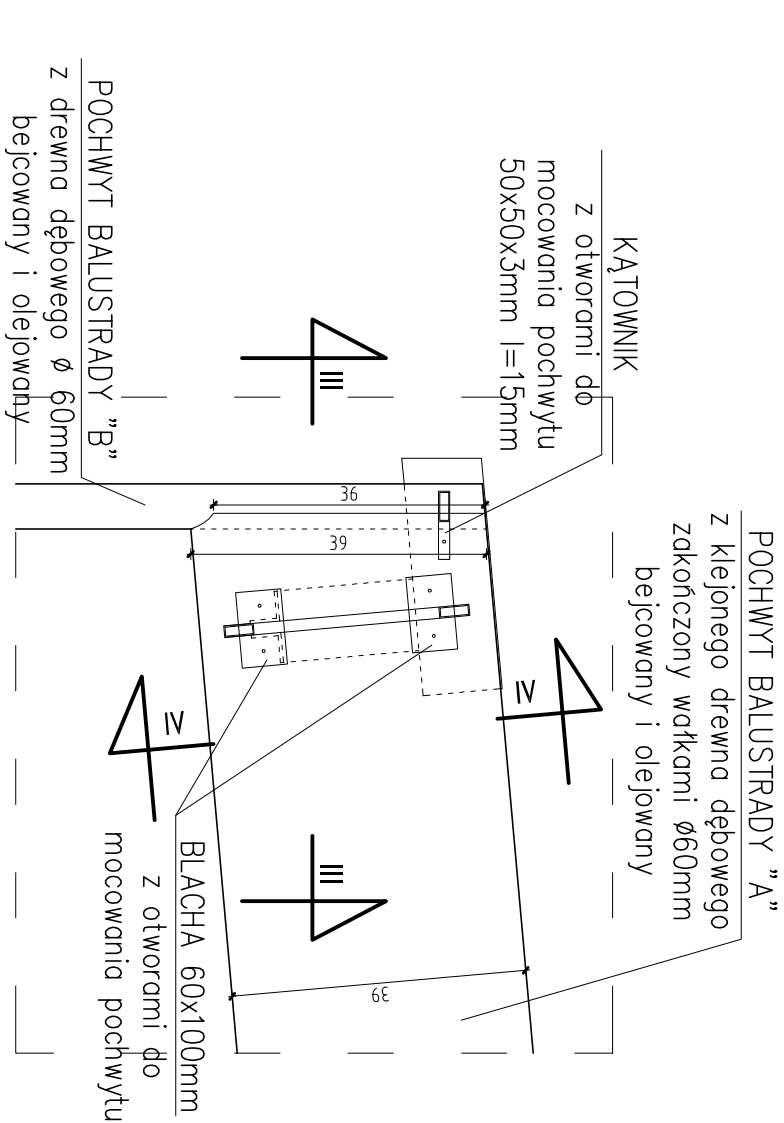 POCHWYT BALUSTRADY "A"
z klejonego drewna dębowego
zakończony wałkami ø60mm
bejcowany i olejowany
KĄTOWNIK
z otworami do
mocowania pochwytu
50x50x3mm l=15mm
POCHWYT BALUSTRADY "B"
z drewna dębowego ø 60mm
bejcowany i olejowany
BLACHA 60x100mm
z otworami do
mocowania pochwytu
III
III
IV
IV
36
39
39